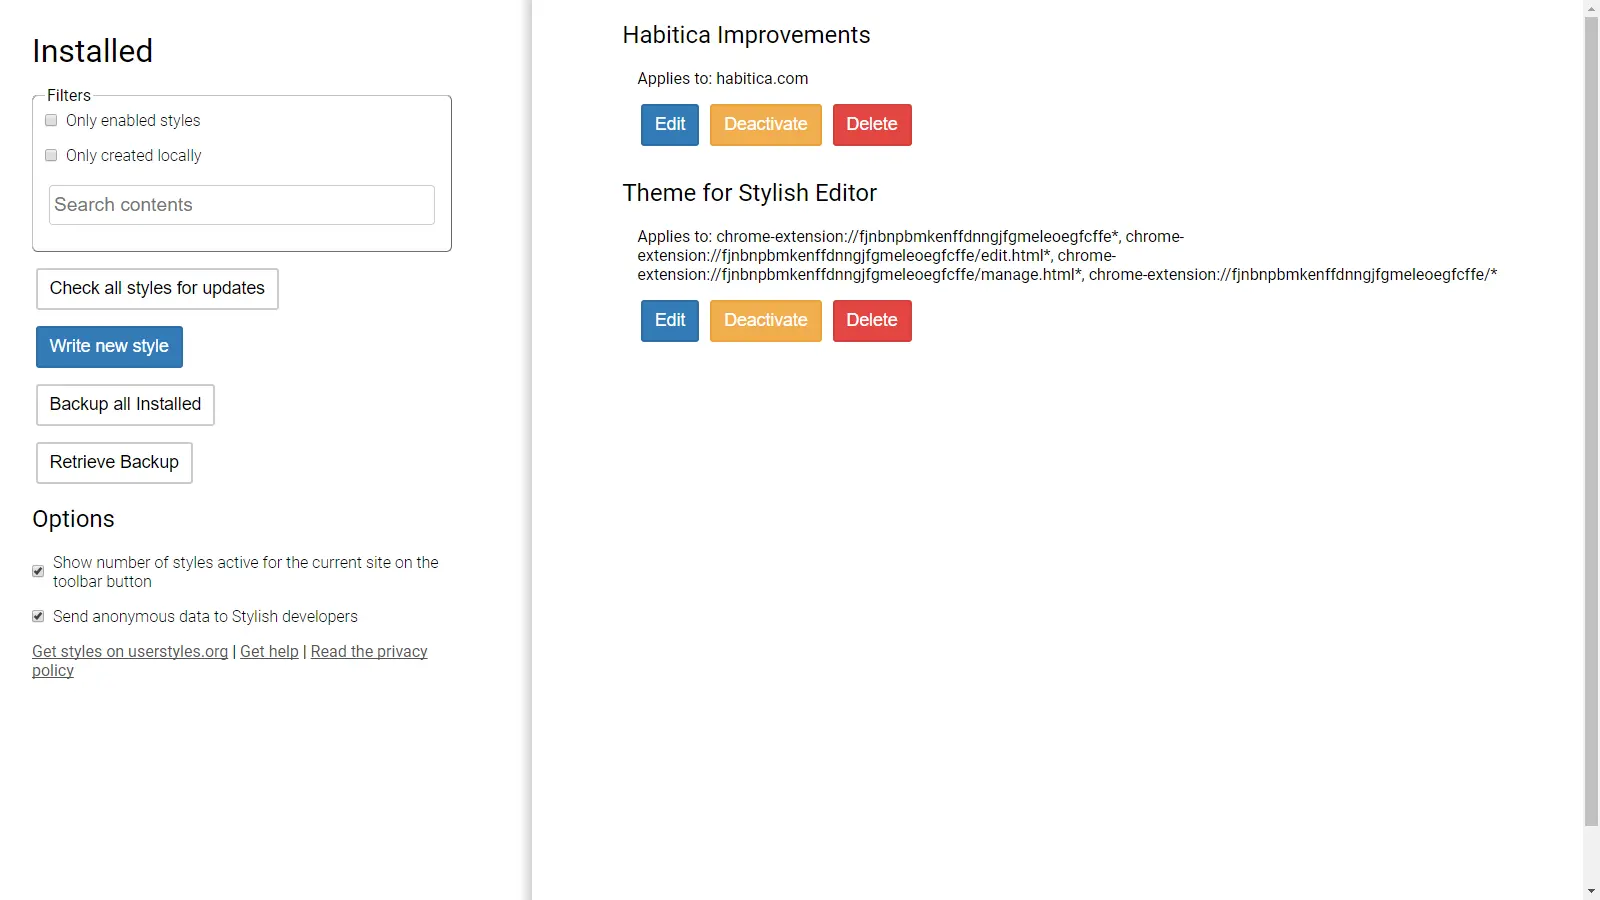 Installed
Filters
Only enabled styles
Only created locally
Search contents
Check all styles for updates
Write new style
Backup all Installed
Retrieve Backup
Options
Show number of styles active for the current site on the
toolbar button
Send anonymous data to Stylish developers
Get styles on userstyles.org | Get help | Read the privacy
policy
Habitica Improvements
Applies to: habitica.com
Edit Deactivate Delete
Theme for Stylish Editor
Applies to: chrome-extension://fjnbnpbmkenffdnngjfgmeleoegfcffe*, chrome-
extension://fjnbnpbmkenffdnngjfgmeleoegfcffe/edit.html*, chrome-
extension://fjnbnpbmkenffdnngjfgmeleoegfcffe/manage.html*, chrome-extension://fjnbnpbmkenffdnngjfgmeleoegfcffe/*
Edit Deactivate Delete